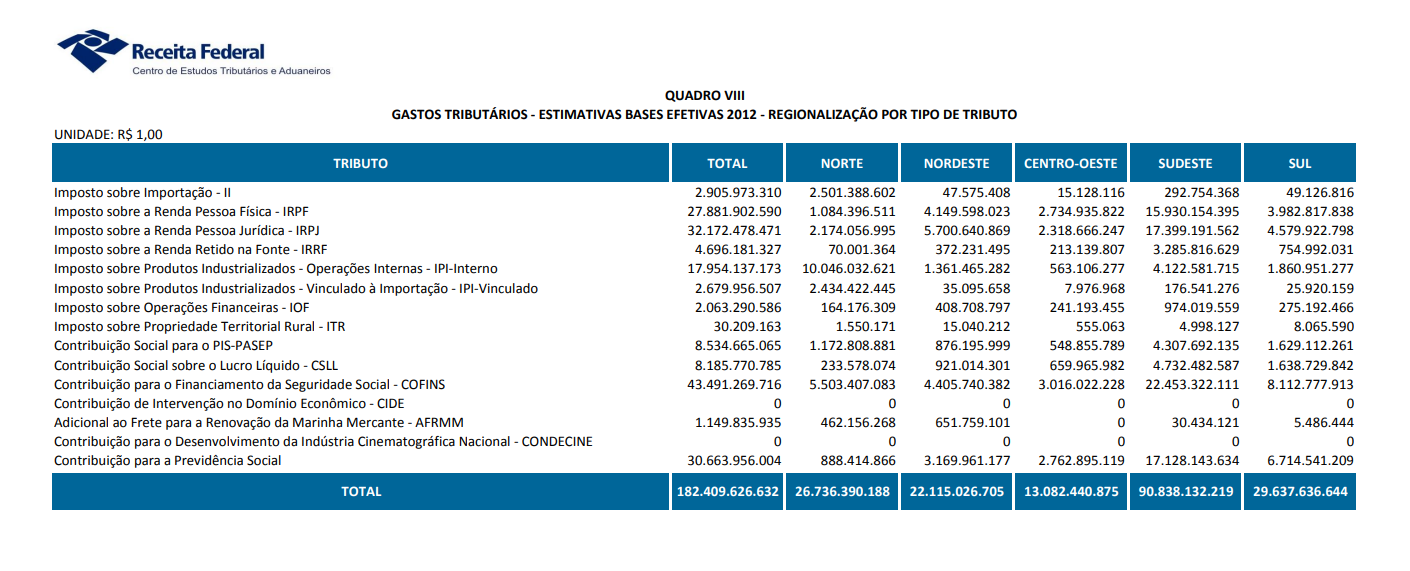 Receita Federal
Centro de Estudos Tributários e Aduaneiros
QUADRO VIII
GASTOS TRIBUTÁRIOS - ESTIMATIVAS BASES EFETIVAS 2012 - REGIONALIZAÇÃO POR TIPO DE TRIBUTO
UNIDADE: R$ 1,00
TRIBUTO TOTAL NORTE NORDESTE CENTRO-OESTE SUDESTE SUL
Imposto sobre Importação - II 2.905.973.310 2.501.388.602 47.575.408 15.128.116 292.754.368 49.126.816
Imposto sobre a Renda Pessoa Física - IRPF 27.881.902.590 1.084.396.511 4.149.598.023 2.734.935.822 15.930.154.395 3.982.817.838
Imposto sobre a Renda Pessoa Jurídica - IRPJ 32.172.478.471 2.174.056.995 5.700.640.869 2.318.666.247 17.399.191.562 4.579.922.798
Imposto sobre a Renda Retido na Fonte - IRRF 4.696.181.327 70.001.364 372.231.495 213.139.807 3.285.816.629 754.992.031
Imposto sobre Produtos Industrializados - Operações Internas - IPI-Interno 17.954.137.173 10.046.032.621 1.361.465.282 563.106.277 4.122.581.715 1.860.951.277
Imposto sobre Produtos Industrializados - Vinculado à Importação - IPI-Vinculado 2.679.956.507 2.434.422.445 35.095.658 7.976.968 176.541.276 25.920.159
Imposto sobre Operações Financeiras - IOF 2.063.290.586 164.176.309 408.708.797 241.193.455 974.019.559 275.192.466
Imposto sobre Propriedade Territorial Rural - ITR 30.209.163 1.550.171 15.040.212 555.063 4.998.127 8.065.590
Contribuição Social para o PIS-PASEP 8.534.665.065 1.172.808.881 876.195.999 548.855.789 4.307.692.135 1.629.112.261
Contribuição Social sobre o Lucro Líquido - CSLL 8.185.770.785 233.578.074 921.014.301 659.965.982 4.732.482.587 1.638.729.842
Contribuição para o Financiamento da Seguridade Social - COFINS 43.491.269.716 5.503.407.083 4.405.740.382 3.016.022.228 22.453.322.111 8.112.777.913
Contribuição de Intervenção no Domínio Econômico - CIDE 0 0 0 0 0 0
Adicional ao Frete para a Renovação da Marinha Mercante - AFRMM 1.149.835.935 462.156.268 651.759.101 0 30.434.121 5.486.444
Contribuição para o Desenvolvimento da Indústria Cinematográfica Nacional - CONDECINE 0 0 0 0 0 0
Contribuição para a Previdência Social 30.663.956.004 888.414.866 3.169.961.177 2.762.895.119 17.128.143.634 6.714.541.209
TOTAL 182.409.626.632 26.736.390.188 22.115.026.705 13.082.440.875 90.838.132.219 29.637.636.644